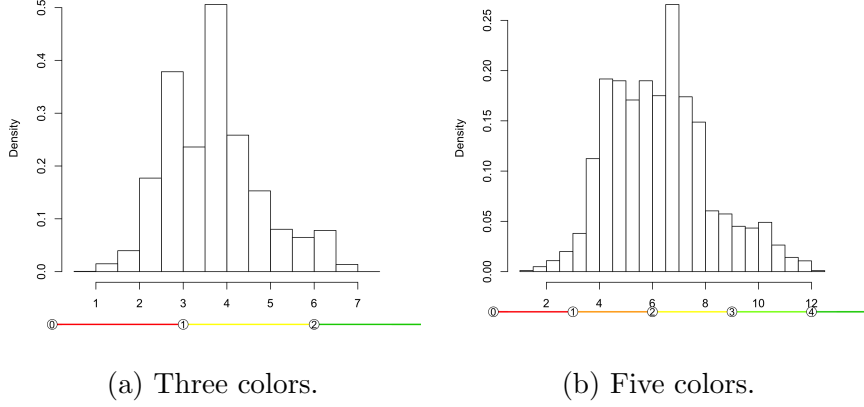 Density
0.0 0.1 0.2 0.3 0.4 0.5
1 2 3 4 5 6 7
0 1 2
(a) Three colors.
Density
0.00 0.05 0.10 0.15 0.20 0.25
2 4 6 8 10 12
0 1 2 3 4
(b) Five colors.